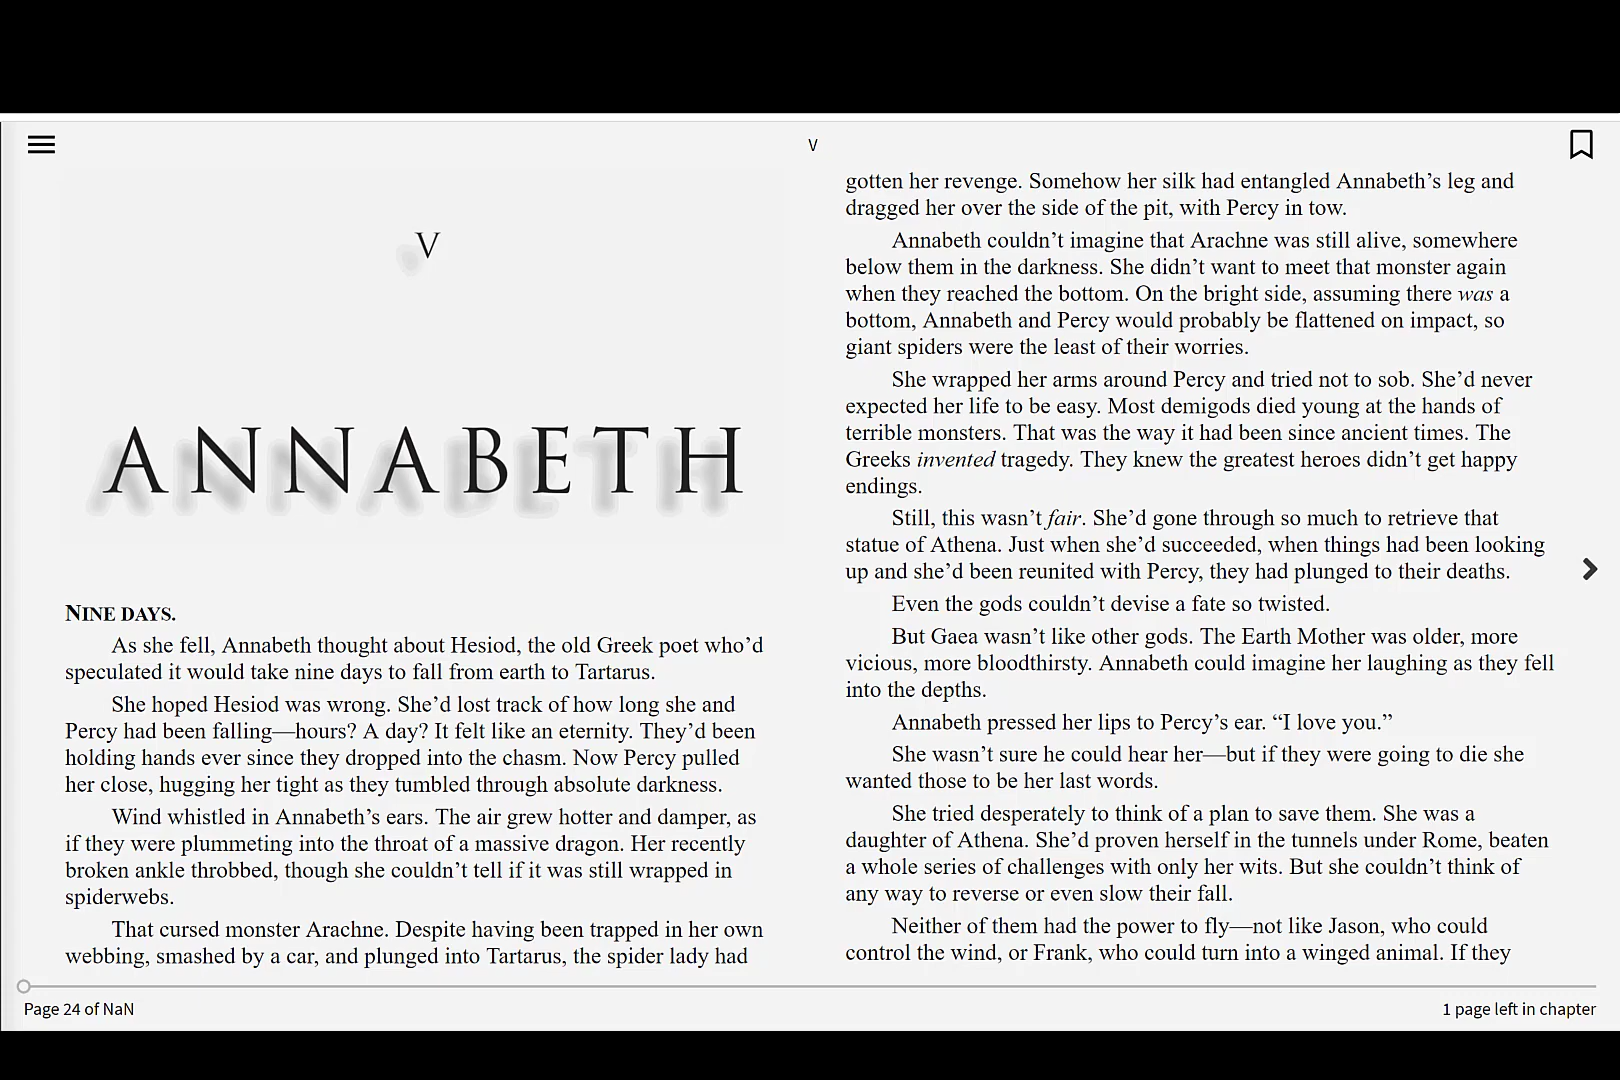 V
V
ANNABETH
NINE DAYS.
As she fell, Annabeth thought about Hesiod, the old Greek poet who’d
speculated it would take nine days to fall from earth to Tartarus.
She hoped Hesiod was wrong. She’d lost track of how long she and
Percy had been falling—hours? A day? It felt like an eternity. They’d been
holding hands ever since they dropped into the chasm. Now Percy pulled
her close, hugging her tight as they tumbled through absolute darkness.
Wind whistled in Annabeth’s ears. The air grew hotter and damper, as
if they were plummeting into the throat of a massive dragon. Her recently
broken ankle throbbed, though she couldn’t tell if it was still wrapped in
spiderwebs.
That cursed monster Arachne. Despite having been trapped in her own
webbing, smashed by a car, and plunged into Tartarus, the spider lady had
gotten her revenge. Somehow her silk had entangled Annabeth’s leg and
dragged her over the side of the pit, with Percy in tow.
Annabeth couldn’t imagine that Arachne was still alive, somewhere
below them in the darkness. She didn’t want to meet that monster again
when they reached the bottom. On the bright side, assuming there was a
bottom, Annabeth and Percy would probably be flattened on impact, so
giant spiders were the least of their worries.
She wrapped her arms around Percy and tried not to sob. She’d never
expected her life to be easy. Most demigods died young at the hands of
terrible monsters. That was the way it had been since ancient times. The
Greeks invented tragedy. They knew the greatest heroes didn’t get happy
endings.
Still, this wasn’t fair. She’d gone through so much to retrieve that
statue of Athena. Just when she’d succeeded, when things had been looking
up and she’d been reunited with Percy, they had plunged to their deaths.
Even the gods couldn’t devise a fate so twisted.
But Gaea wasn’t like other gods. The Earth Mother was older, more
vicious, more bloodthirsty. Annabeth could imagine her laughing as they fell
into the depths.
Annabeth pressed her lips to Percy’s ear. “I love you.”
She wasn’t sure he could hear her—but if they were going to die she
wanted those to be her last words.
She tried desperately to think of a plan to save them. She was a
daughter of Athena. She’d proven herself in the tunnels under Rome, beaten
a whole series of challenges with only her wits. But she couldn’t think of
any way to reverse or even slow their fall.
Neither of them had the power to fly—not like Jason, who could
control the wind, or Frank, who could turn into a winged animal. If they
Page 24 of NaN
1 page left in chapter